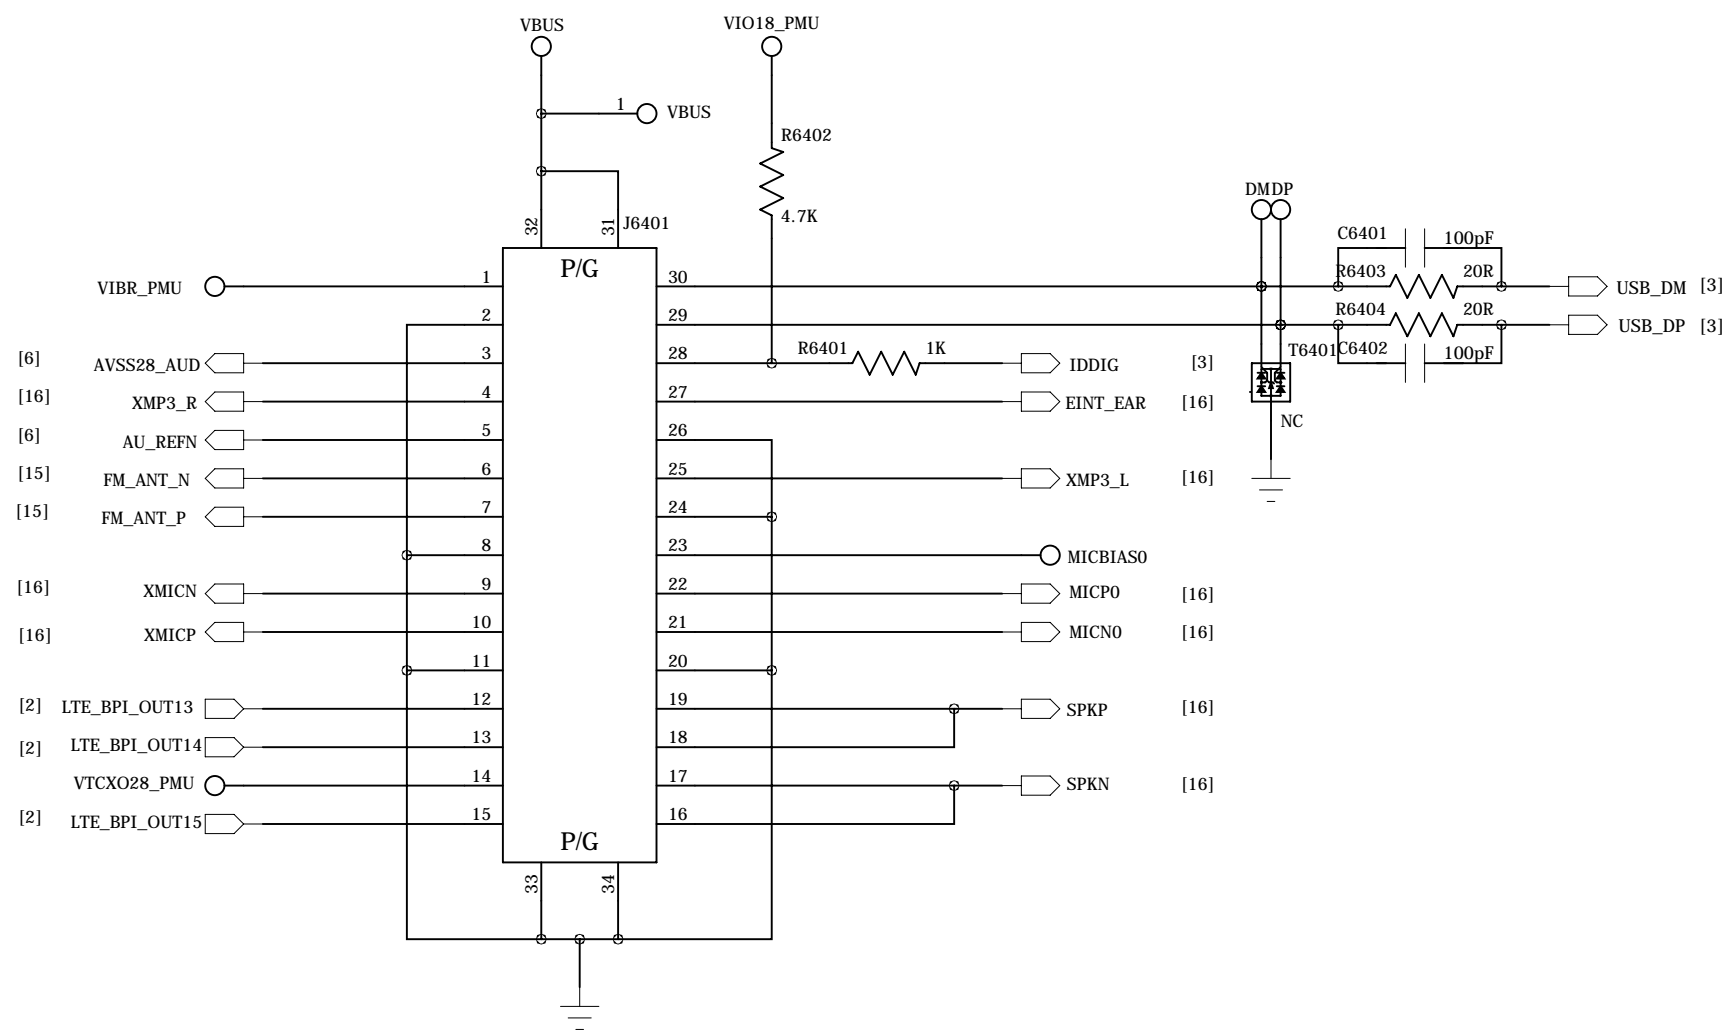 VBUS
VIO18_PMU
1
VBUS
R6402
4.7K
DM
DP
32
31
J6401
P/G
C6401
100pF
VIBR_PMU
1
30
R6403
20R
USB_DM
[3]
2
29
R6404
20R
USB_DP
[3]
[6]
AVSS28_AUD
3
28
R6401
1K
IDDIG
[3]
T6401
C6402
100pF
[16]
XMP3_R
4
27
EINT_EAR
[16]
NC
[6]
AU_REFN
5
26
[15]
FM_ANT_N
6
25
XMP3_L
[16]
[15]
FM_ANT_P
7
24
8
23
MICBIAS0
[16]
XMICN
9
22
MICP0
[16]
[16]
XMICP
10
21
MICN0
[16]
11
20
[2]
LTE_BPI_OUT13
12
19
SPKP
[16]
[2]
LTE_BPI_OUT14
13
18
VTCXO28_PMU
14
17
SPKN
[16]
[2]
LTE_BPI_OUT15
15
16
P/G
33
34